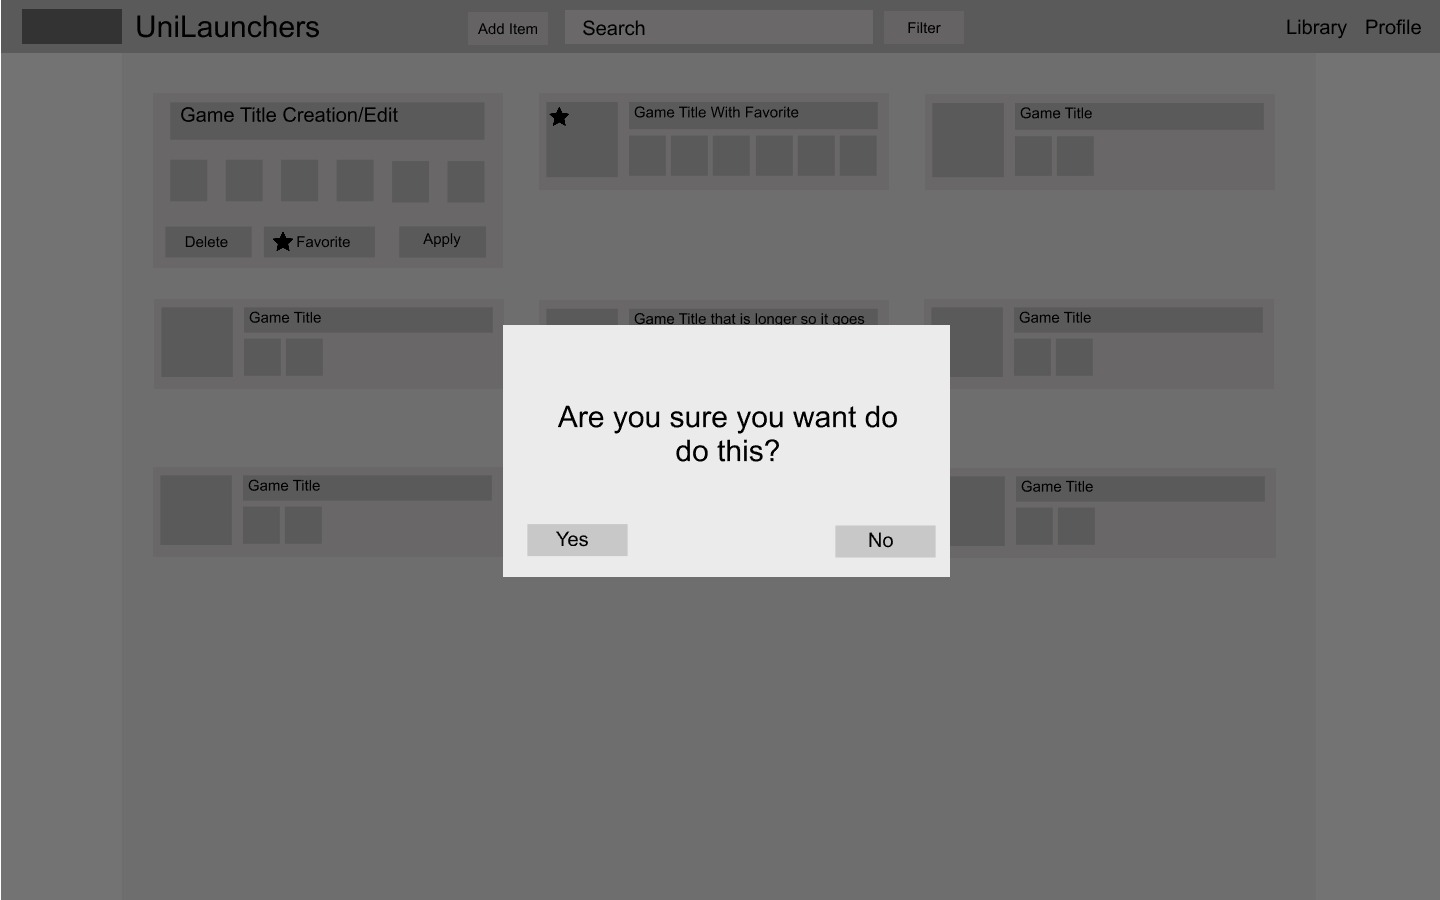 UniLaunchers
Add Item
Search
Filter
Library
Profile
Game Title Creation/Edit
Delete
Favorite
Apply
Game Title With Favorite
Game Title
Game Title
Game Title that is longer so it goes
Game Title
Game Title
Game Title
Are you sure you want do
do this?
Yes
No